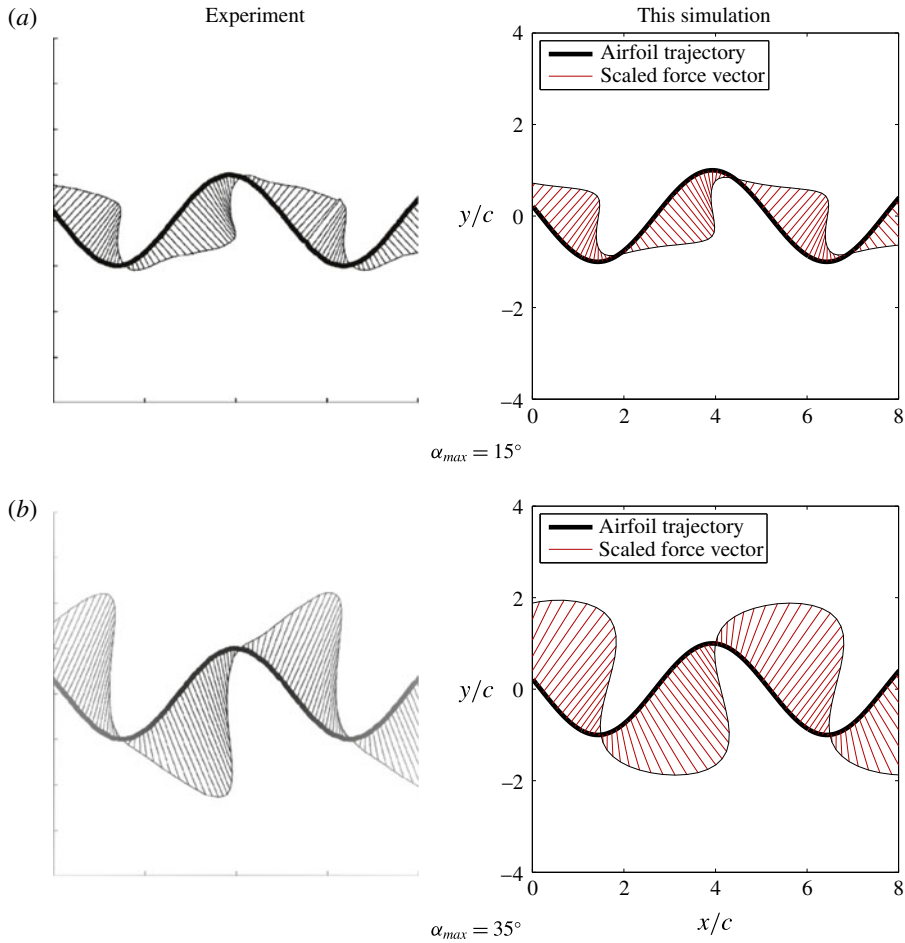 (a)
Experiment
This simulation
4
2
y/c
0
–2
–4
0
2
4
6
8
Airfoil trajectory
Scaled force vector
α_max = 15°
(b)
4
2
y/c
0
–2
–4
0
2
4
6
8
Airfoil trajectory
Scaled force vector
x/c
α_max = 35°